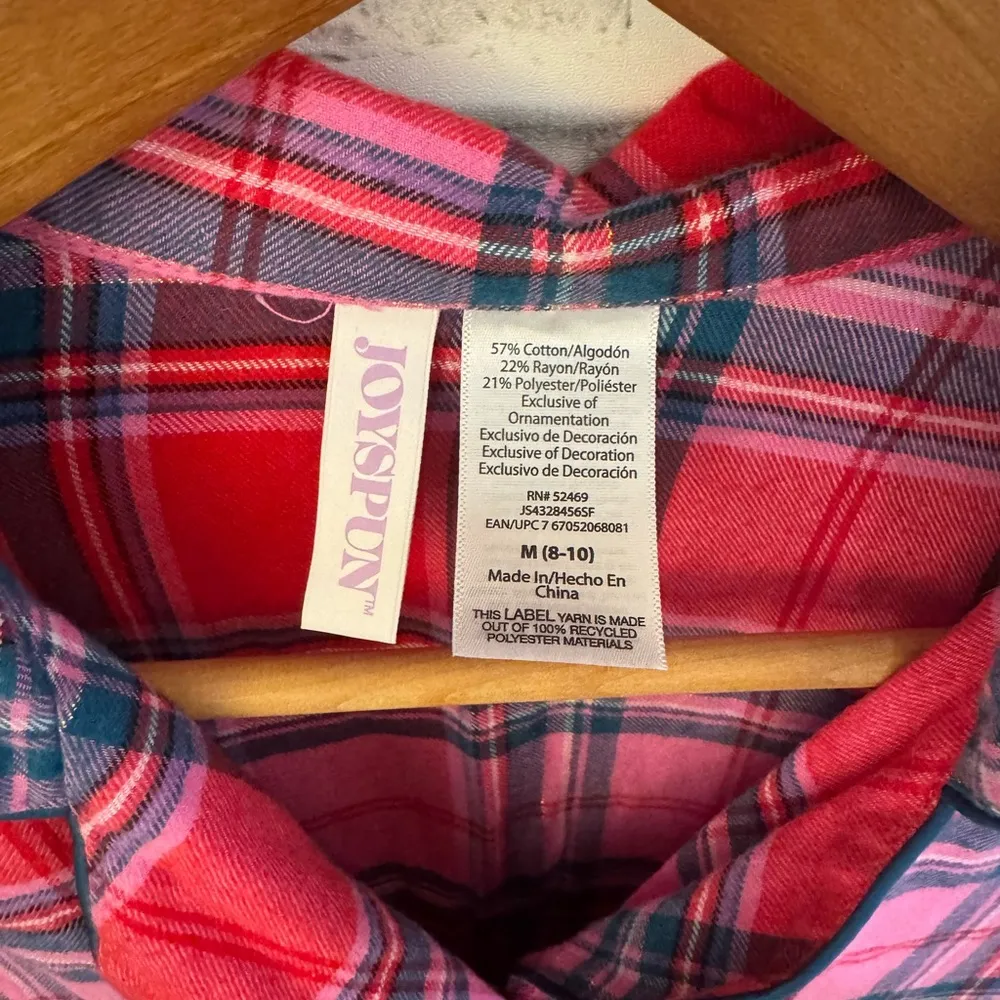 JOYSPUN™
57% Cotton/Algodón
22% Rayon/Rayón
21% Polyester/Poliéster
Exclusive of
Ornamentation
Exclusivo de Decoración
Exclusive of Decoration
Exclusivo de Decoración
RN# 52469
JS4328456SF
EAN/UPC 7 67052068081
M (8-10)
Made In/Hecho En
China
THIS LABEL YARN IS MADE
OUT OF 100% RECYCLED
POLYESTER MATERIALS